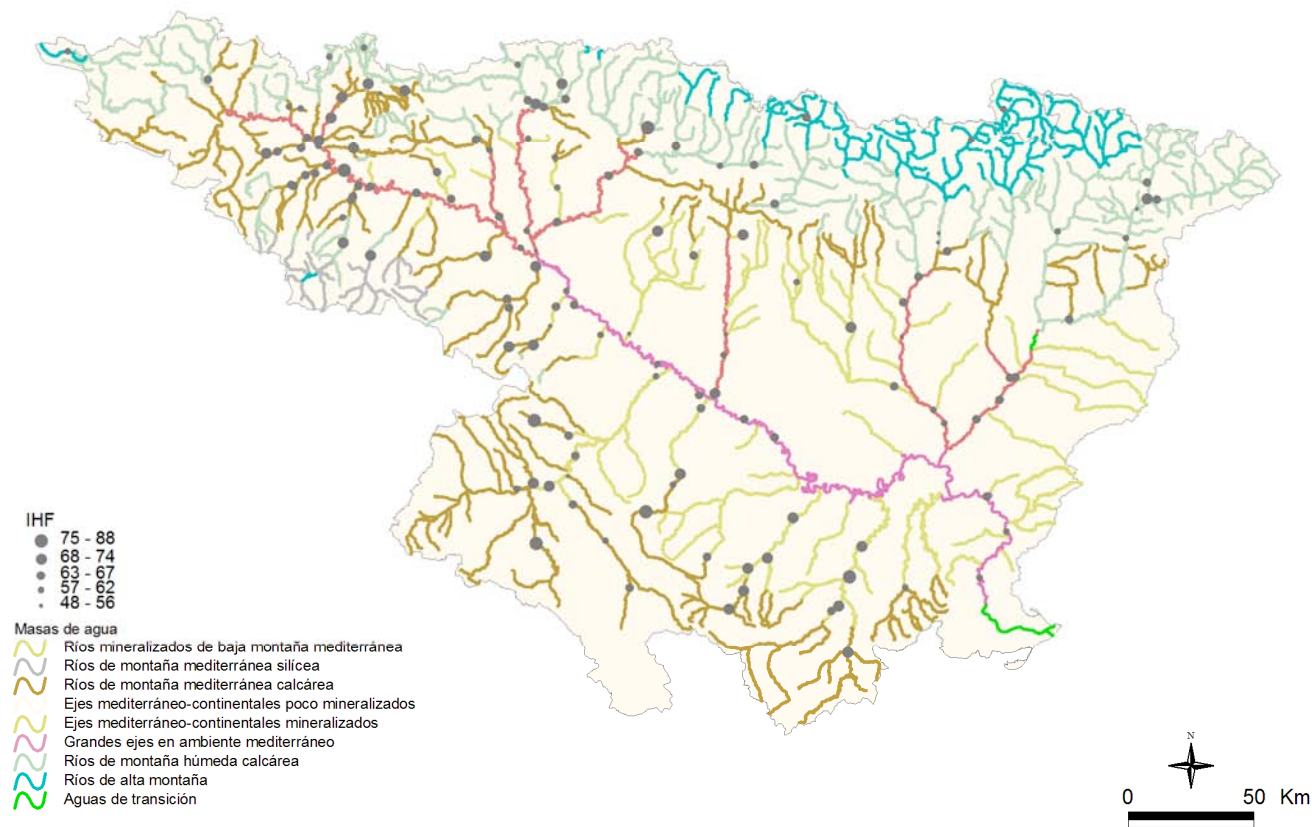 IHF
75 - 88
68 - 74
63 - 67
57 - 62
48 - 56
Masas de agua
Ríos mineralizados de baja montaña mediterránea
Ríos de montaña mediterránea silícea
Ríos de montaña mediterránea calcárea
Ejes mediterráneo-continentales poco mineralizados
Ejes mediterráneo-continentales mineralizados
Grandes ejes en ambiente mediterráneo
Ríos de montaña húmeda calcárea
Ríos de alta montaña
Aguas de transición
N
0 50 Km